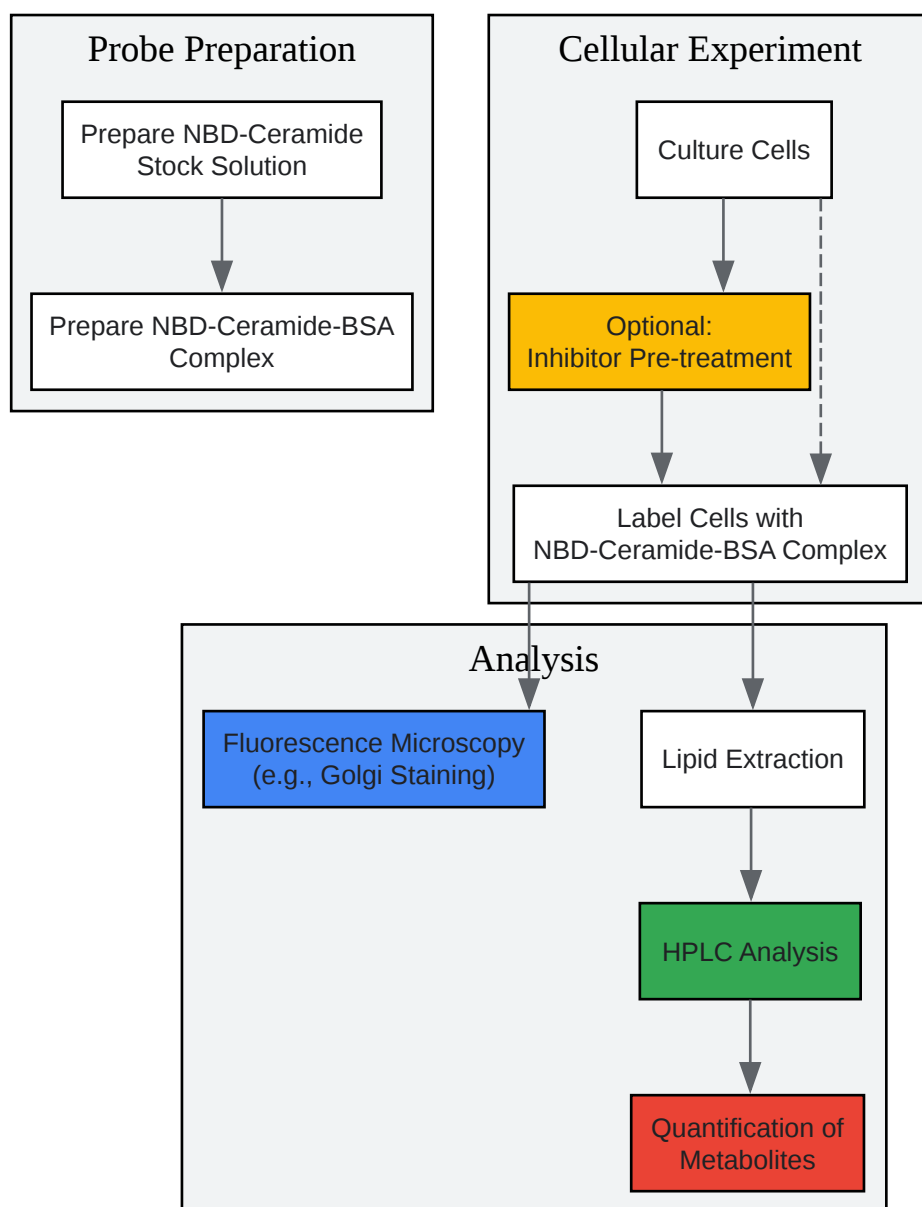 Probe Preparation
Prepare NBD-Ceramide
Stock Solution
Prepare NBD-Ceramide-BSA
Complex
Cellular Experiment
Culture Cells
Optional:
Inhibitor Pre-treatment
Label Cells with
NBD-Ceramide-BSA Complex
Analysis
Fluorescence Microscopy
(e.g., Golgi Staining)
Lipid Extraction
HPLC Analysis
Quantification of
Metabolites